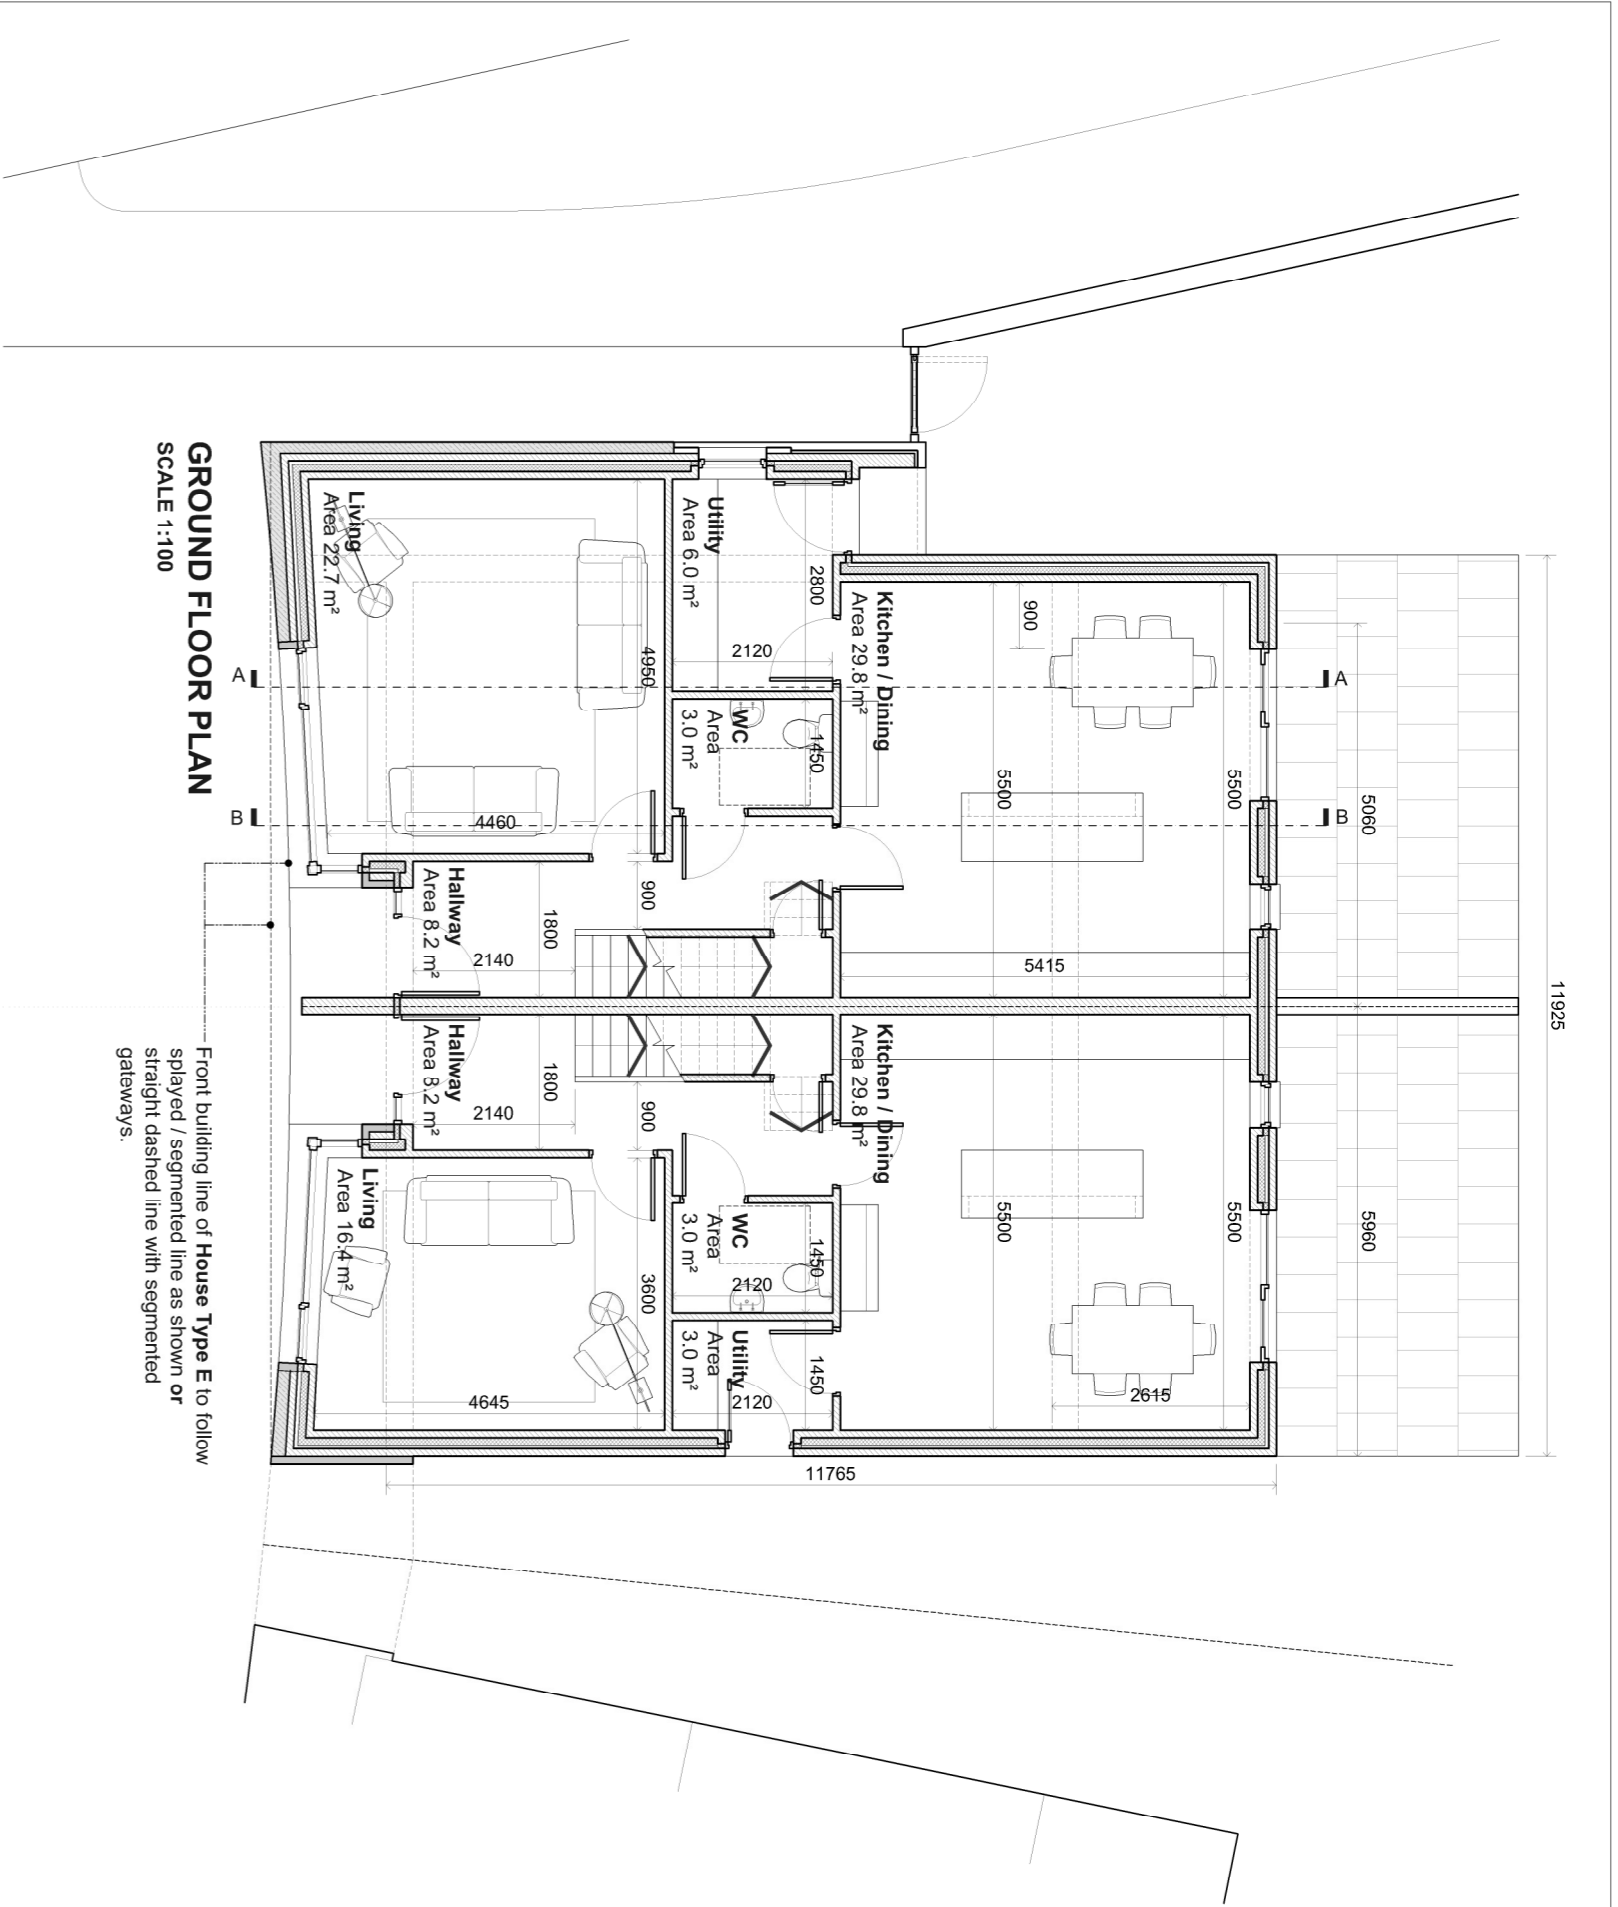 GROUND FLOOR PLAN
SCALE 1:100
11925
5060
5960
A
B
A
B
Kitchen / Dining
Area 29.8 m²
900
5500
5500
5415
Kitchen / Dining
Area 29.8 m²
5500
5500
2615
Utility
Area 6.0 m²
2800
2120
WC
Area
3.0 m²
1450
WC
Area
3.0 m²
1450
2120
Utility
Area
3.0 m²
1450
2120
Living
Area 22.7 m²
4950
4460
Hallway
Area 8.2 m²
900
1800
2140
Hallway
Area 8.2 m²
900
1800
2140
Living
Area 16.4 m²
3600
4645
11765
Front building line of House Type E to follow
splayed / segmented line as shown or
straight dashed line with segmented
gateways.